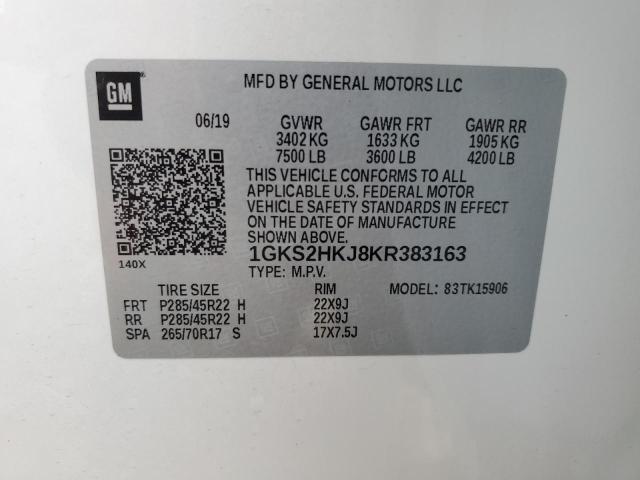 GM
MFD BY GENERAL MOTORS LLC
06/19 GVWR GAWR FRT GAWR RR
3402 KG 1633 KG 1905 KG
7500 LB 3600 LB 4200 LB
THIS VEHICLE CONFORMS TO ALL
APPLICABLE U.S. FEDERAL MOTOR
VEHICLE SAFETY STANDARDS IN EFFECT
ON THE DATE OF MANUFACTURE
SHOWN ABOVE.
140X
1GKS2HKJ8KR383163
TYPE: M.P.V.
TIRE SIZE RIM MODEL: 83TK15906
FRT P285/45R22 H 22X9J
RR P285/45R22 H 22X9J
SPA 265/70R17 S 17X7.5J